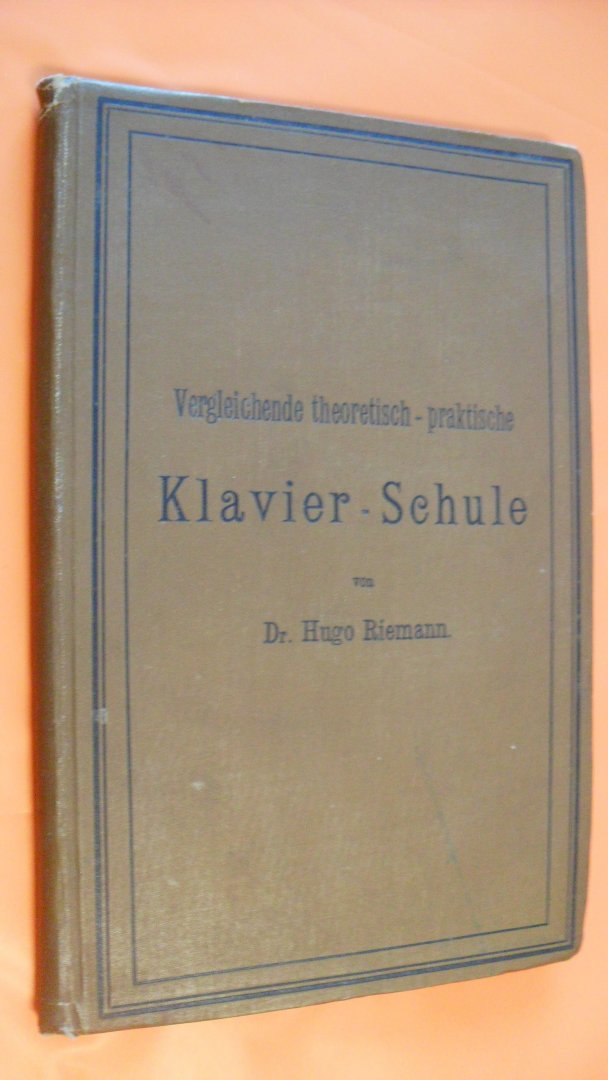 Vergleichende theoretisch - praktische
Klavier - Schule
von
Dr. Hugo Riemann.